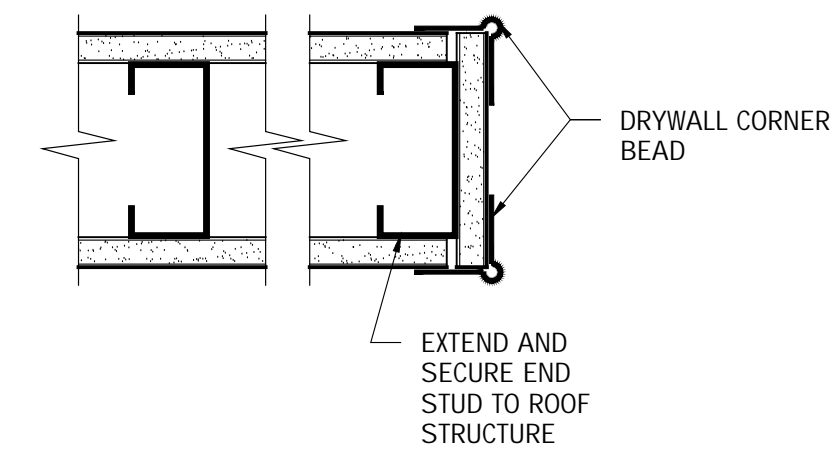 DRYWALL CORNER
BEAD
EXTEND AND
SECURE END
STUD TO ROOF
STRUCTURE